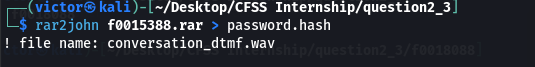 ┌──(victor㉿kali)-[~/Desktop/CFSS Internship/question2_3]
└─$ rar2john f0015388.rar > password.hash
! file name: conversation_dtmf.wav